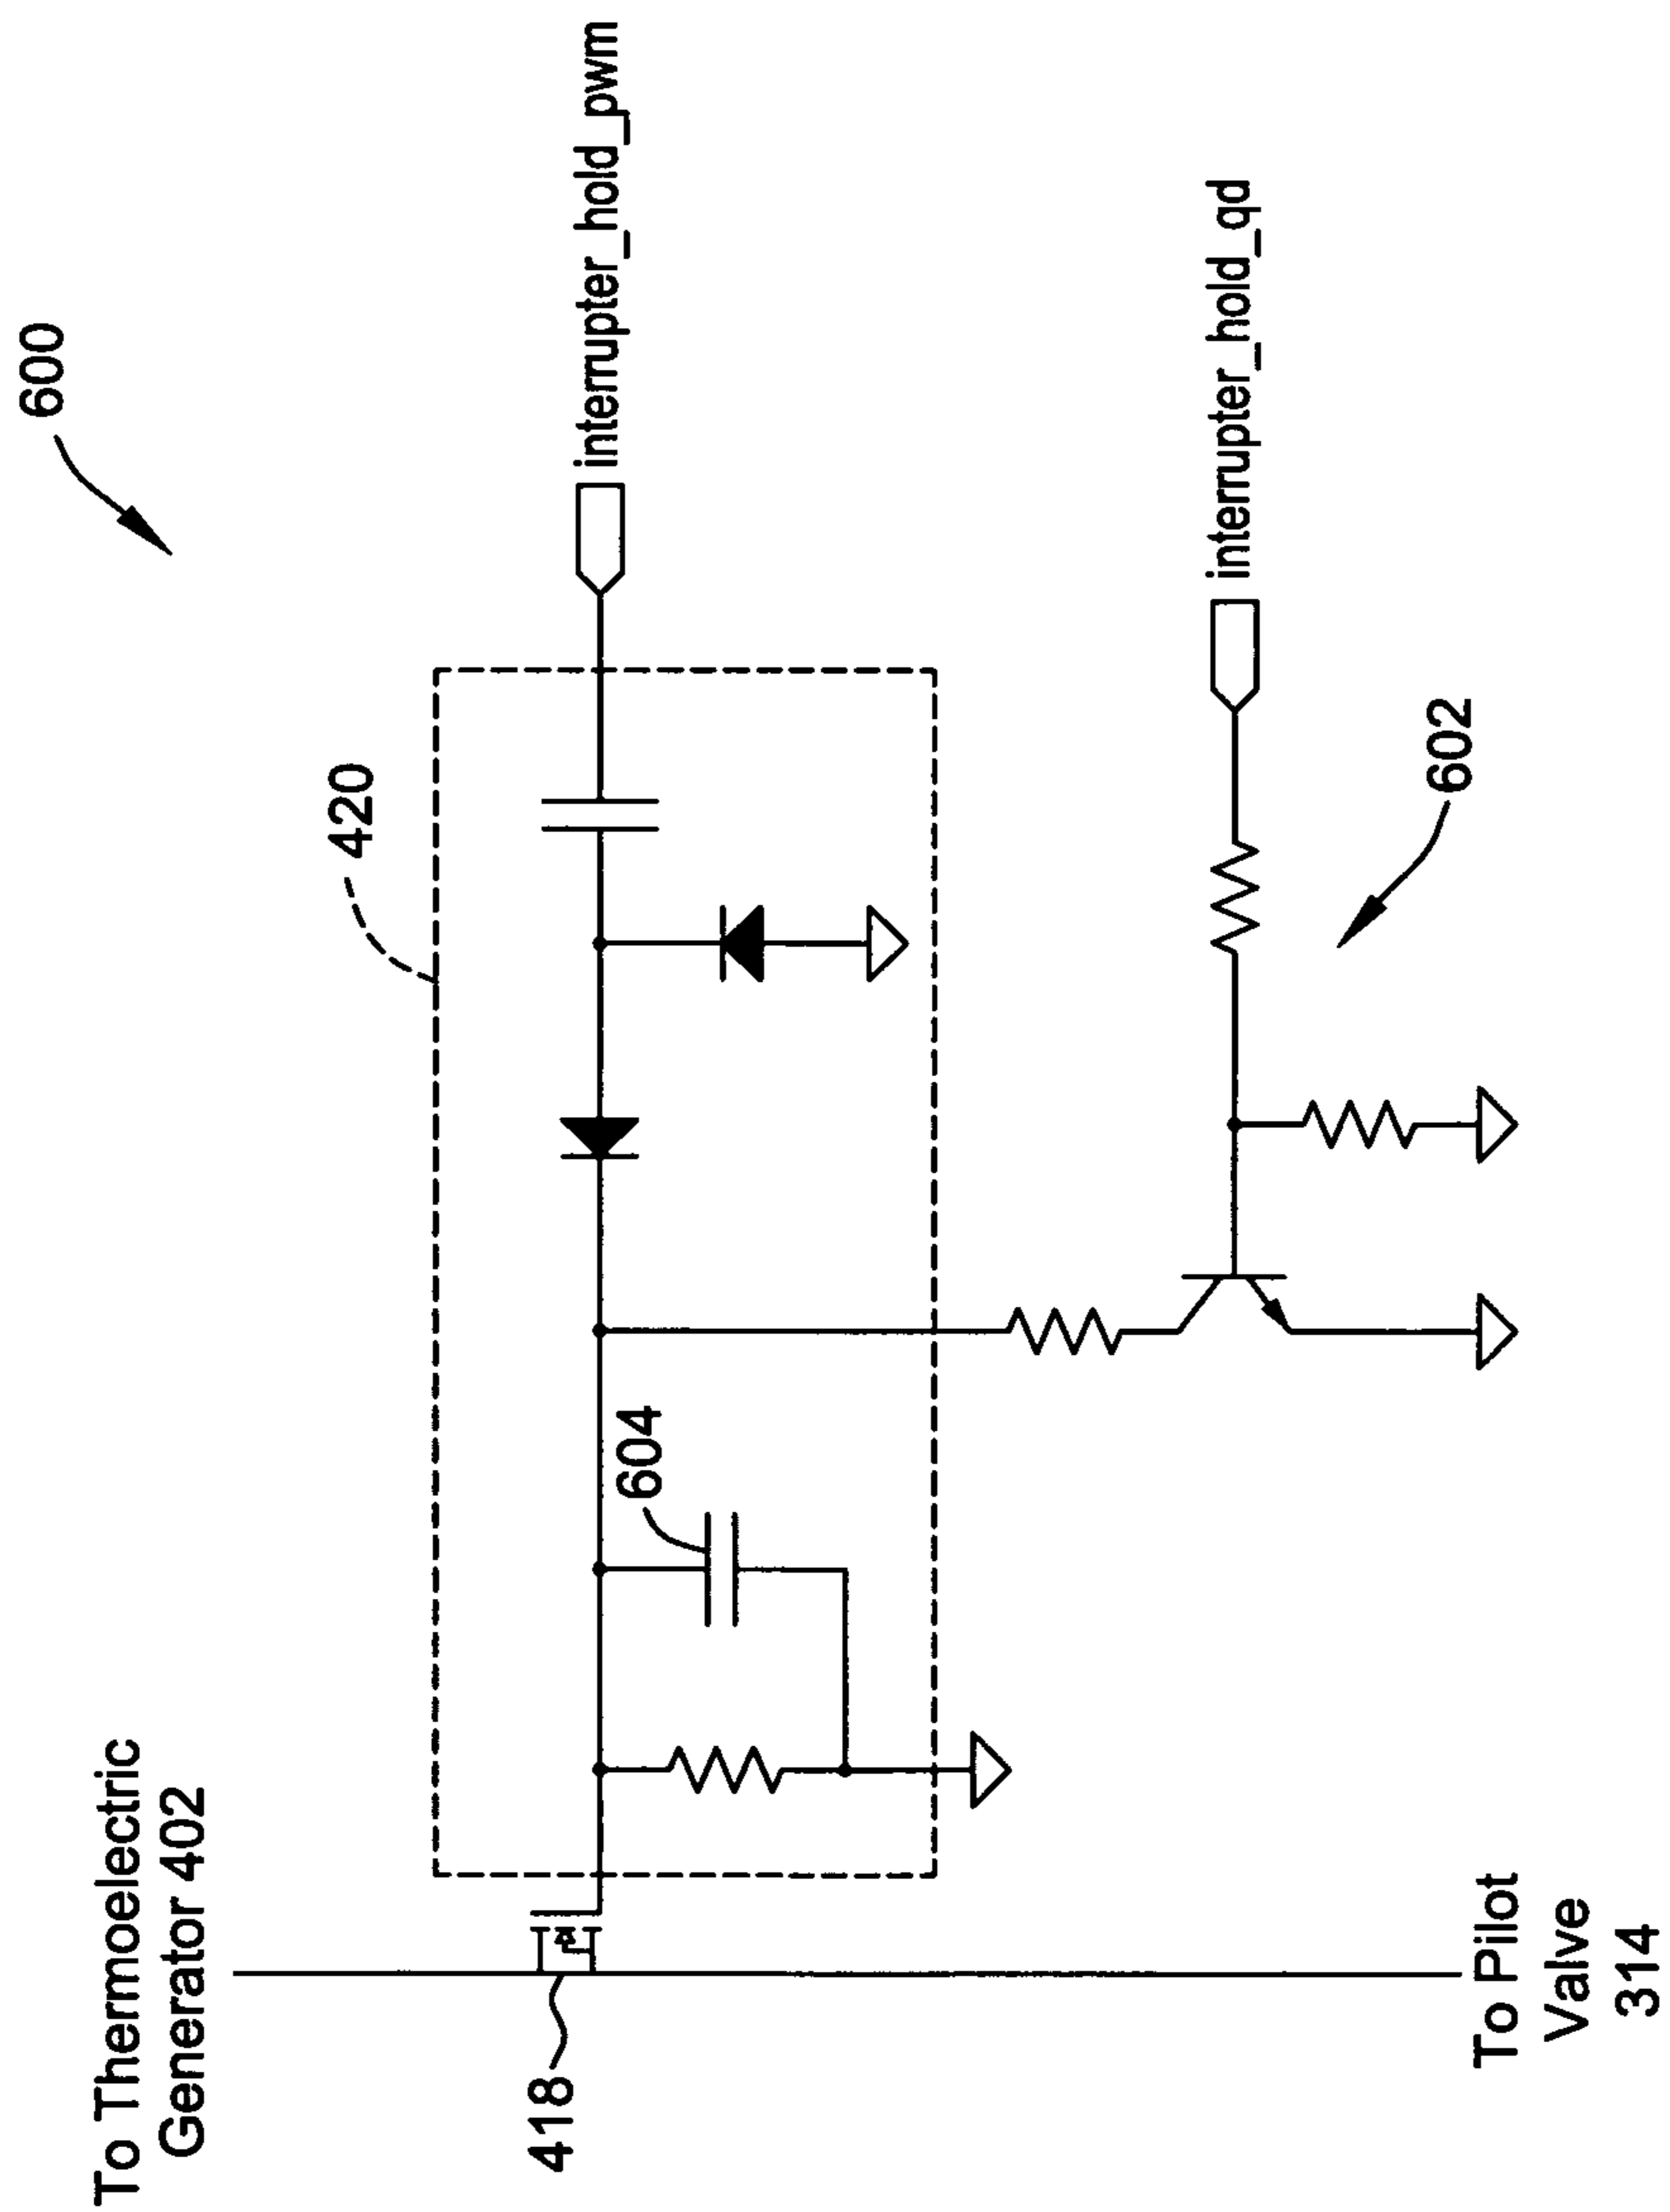 600
To Thermoelectric
Generator 402
420
interrupter_hold_pwm
418
604
interrupter_hold_qd
602
To Pilot
Valve
314